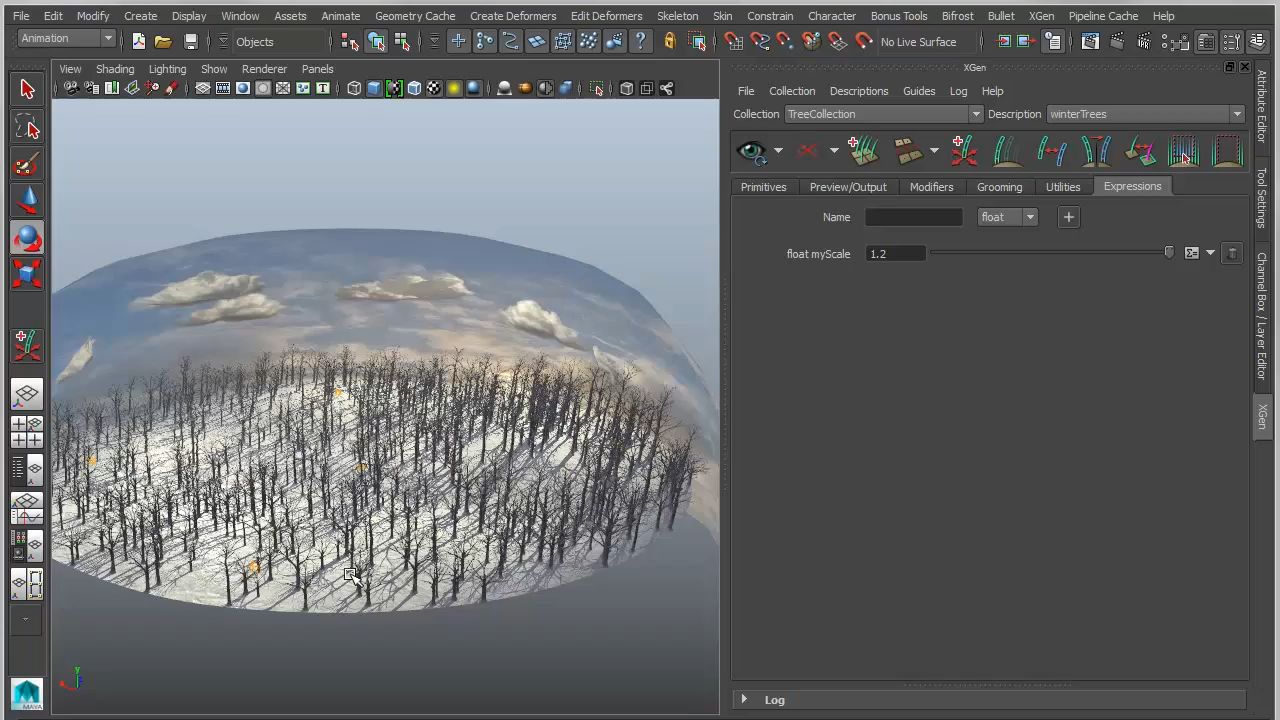 File Edit Modify Create Display Window Assets Animate Geometry Cache Create Deformers Edit Deformers Skeleton Skin Constrain Character Bonus Tools Bifrost Bullet XGen Pipeline Cache Help
Animation Objects No Live Surface
View Shading Lighting Show Renderer Panels
XGen
File Collection Descriptions Guides Log Help
Collection TreeCollection Description winterTrees
Primitives Preview/Output Modifiers Grooming Utilities Expressions
Name float
float myScale 1.2
Log
Attribute Editor
Tool Settings
Channel Box / Layer Editor
XGen
y
MAYA